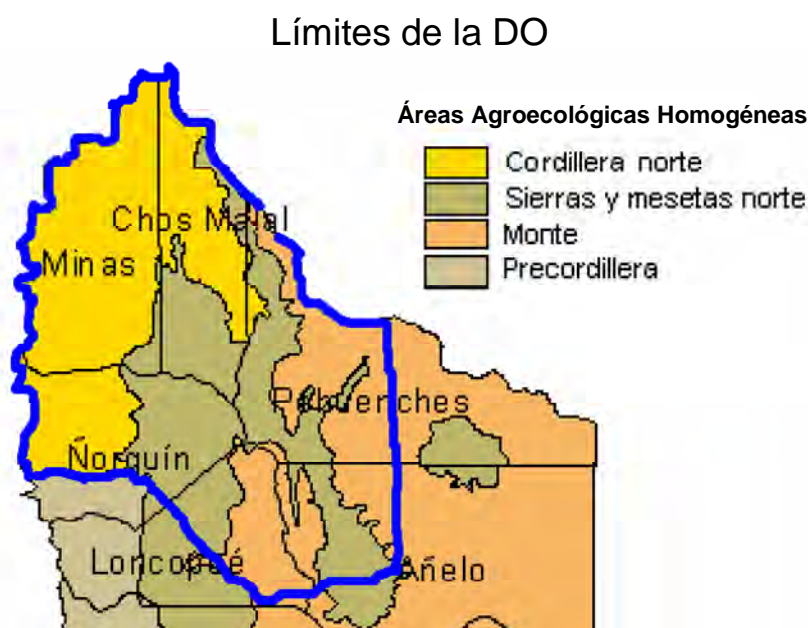 Límites de la DO
Áreas Agroecológicas Homogéneas
Cordillera norte
Sierras y mesetas norte
Monte
Precordillera
Chos Malal
Minas
Pehuenches
Ñorquín
Loncopué
Añelo